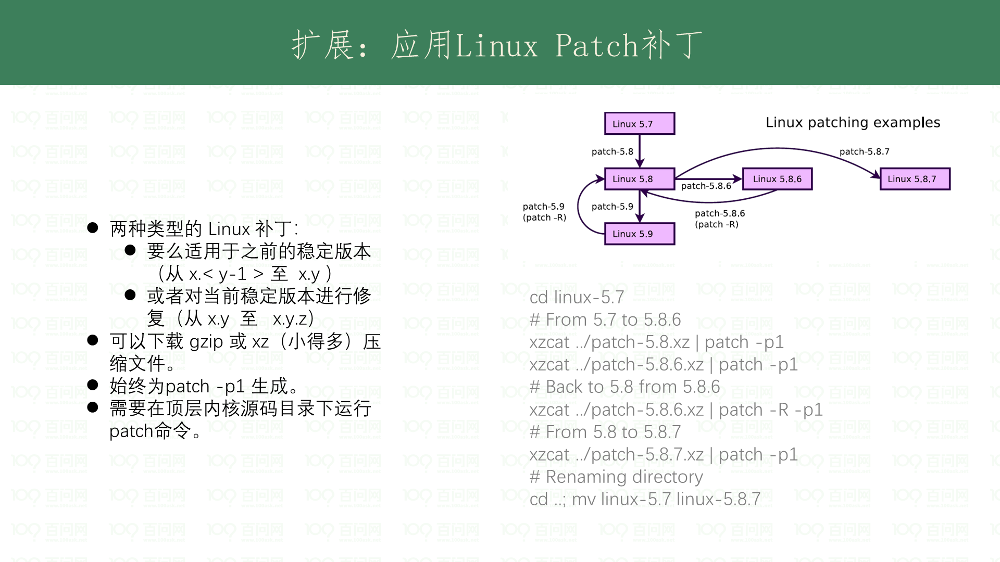 扩展：应用Linux Patch补丁
● 两种类型的 Linux 补丁：
● 要么适用于之前的稳定版本
（从 x.< y-1 > 至 x.y ）
● 或者对当前稳定版本进行修
复（从 x.y 至 x.y.z）
● 可以下载 gzip 或 xz（小得多）压
缩文件。
● 始终为patch -p1 生成。
● 需要在顶层内核源码目录下运行
patch命令。
Linux patching examples
Linux 5.7
patch-5.8
patch-5.8.7
Linux 5.8
patch-5.8.6
Linux 5.8.6
Linux 5.8.7
patch-5.9
(patch -R)
patch-5.9
patch-5.8.6
(patch -R)
Linux 5.9
cd linux-5.7
# From 5.7 to 5.8.6
xzcat ../patch-5.8.xz | patch -p1
xzcat ../patch-5.8.6.xz | patch -p1
# Back to 5.8 from 5.8.6
xzcat ../patch-5.8.6.xz | patch -R -p1
# From 5.8 to 5.8.7
xzcat ../patch-5.8.7.xz | patch -p1
# Renaming directory
cd ..; mv linux-5.7 linux-5.8.7
百问网
www.100ask.net